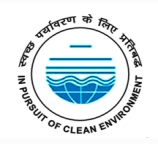 स्वच्छ पर्यावरण के लिए प्रतिबद्ध
IN PURSUIT OF CLEAN ENVIRONMENT